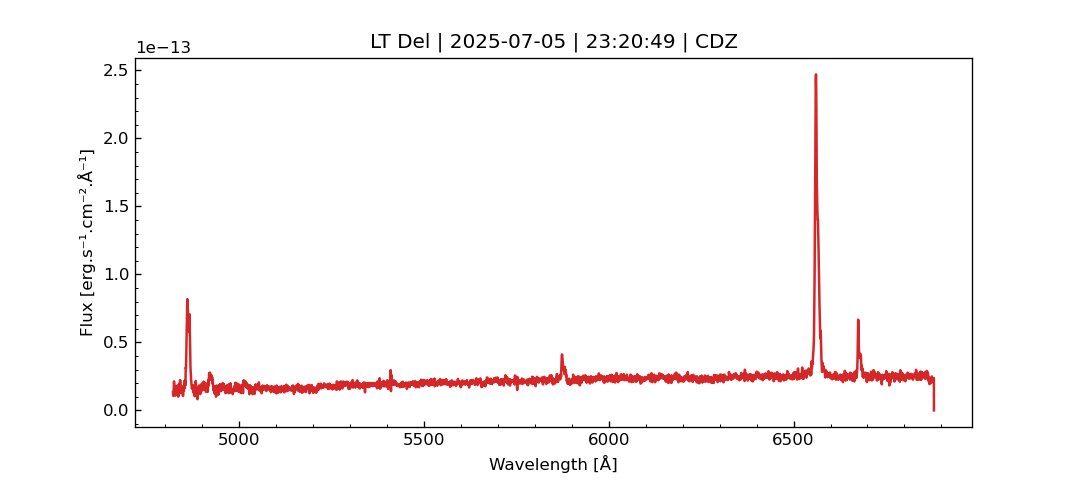 LT Del | 2025-07-05 | 23:20:49 | CDZ
1e−13
2.5
2.0
1.5
1.0
0.5
0.0
Flux [erg.s⁻¹.cm⁻².Å⁻¹]
5000 5500 6000 6500
Wavelength [Å]